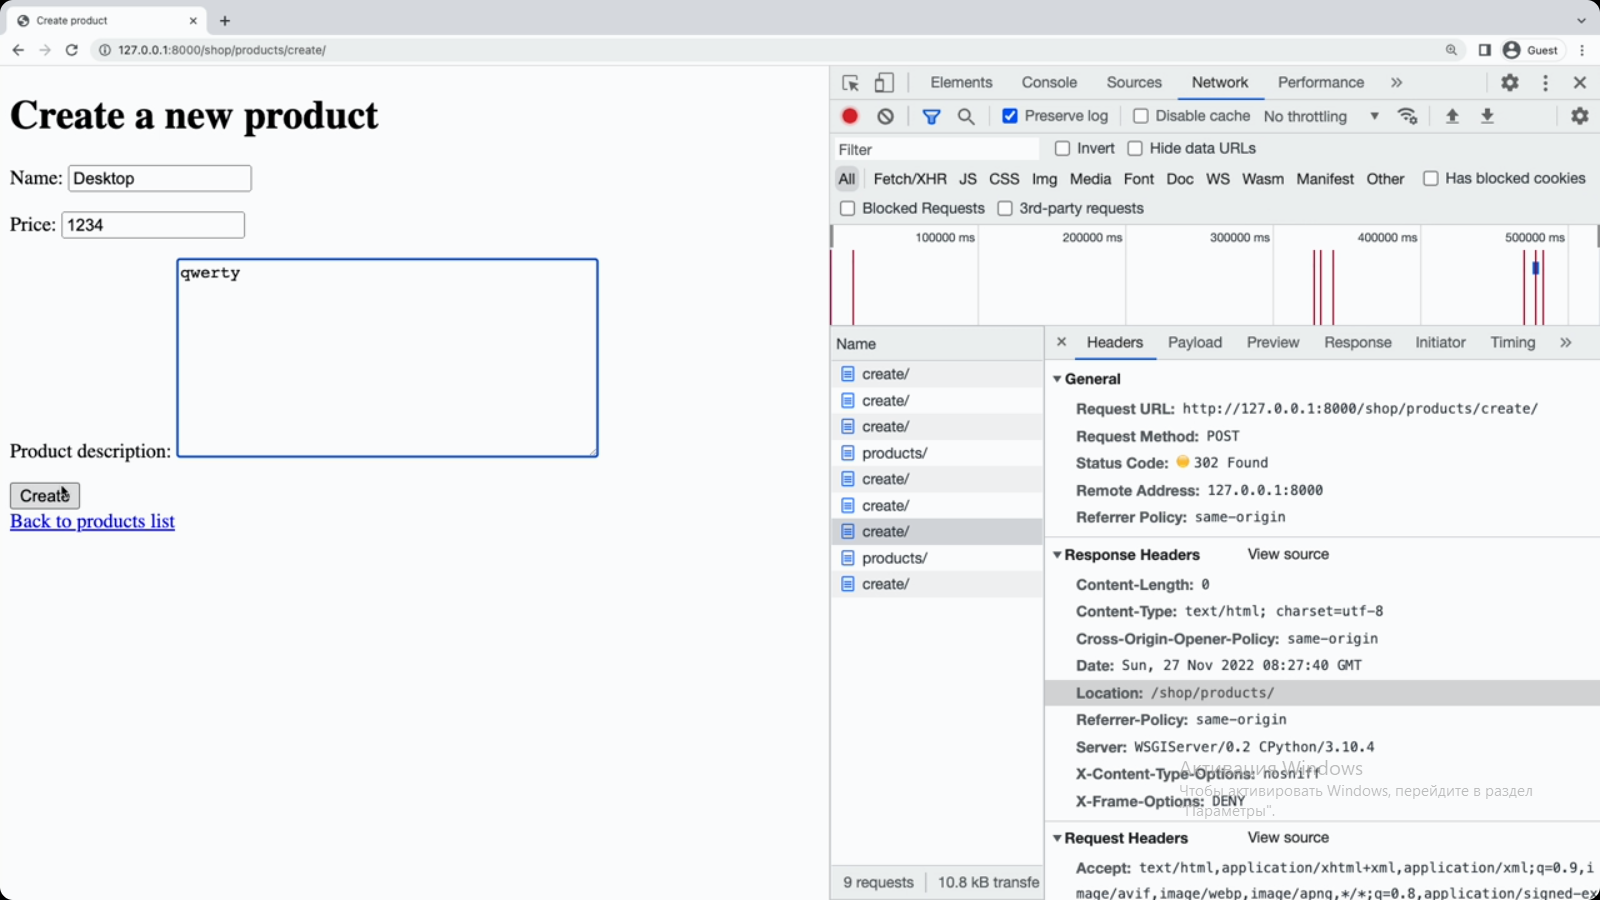 Create product
127.0.0.1:8000/shop/products/create/
Guest
Create a new product
Name: Desktop
Price: 1234
qwerty
Product description:
Create
Back to products list
Elements Console Sources Network Performance
Preserve log Disable cache No throttling
Filter Invert Hide data URLs
All Fetch/XHR JS CSS Img Media Font Doc WS Wasm Manifest Other Has blocked cookies
Blocked Requests 3rd-party requests
100000 ms 200000 ms 300000 ms 400000 ms 500000 ms
Name
create/
create/
create/
products/
create/
create/
create/
products/
create/
9 requests 10.8 kB transfe
Headers Payload Preview Response Initiator Timing
General
Request URL: http://127.0.0.1:8000/shop/products/create/
Request Method: POST
Status Code: 302 Found
Remote Address: 127.0.0.1:8000
Referrer Policy: same-origin
Response Headers View source
Content-Length: 0
Content-Type: text/html; charset=utf-8
Cross-Origin-Opener-Policy: same-origin
Date: Sun, 27 Nov 2022 08:27:40 GMT
Location: /shop/products/
Referrer-Policy: same-origin
Server: WSGIServer/0.2 CPython/3.10.4
X-Content-Type-Options: nosniff
X-Frame-Options: DENY
Активация Windows
Чтобы активировать Windows, перейдите в раздел
"Параметры".
Request Headers View source
Accept: text/html,application/xhtml+xml,application/xml;q=0.9,i
mage/avif,image/webp,image/apng,*/*;q=0.8,application/signed-ex